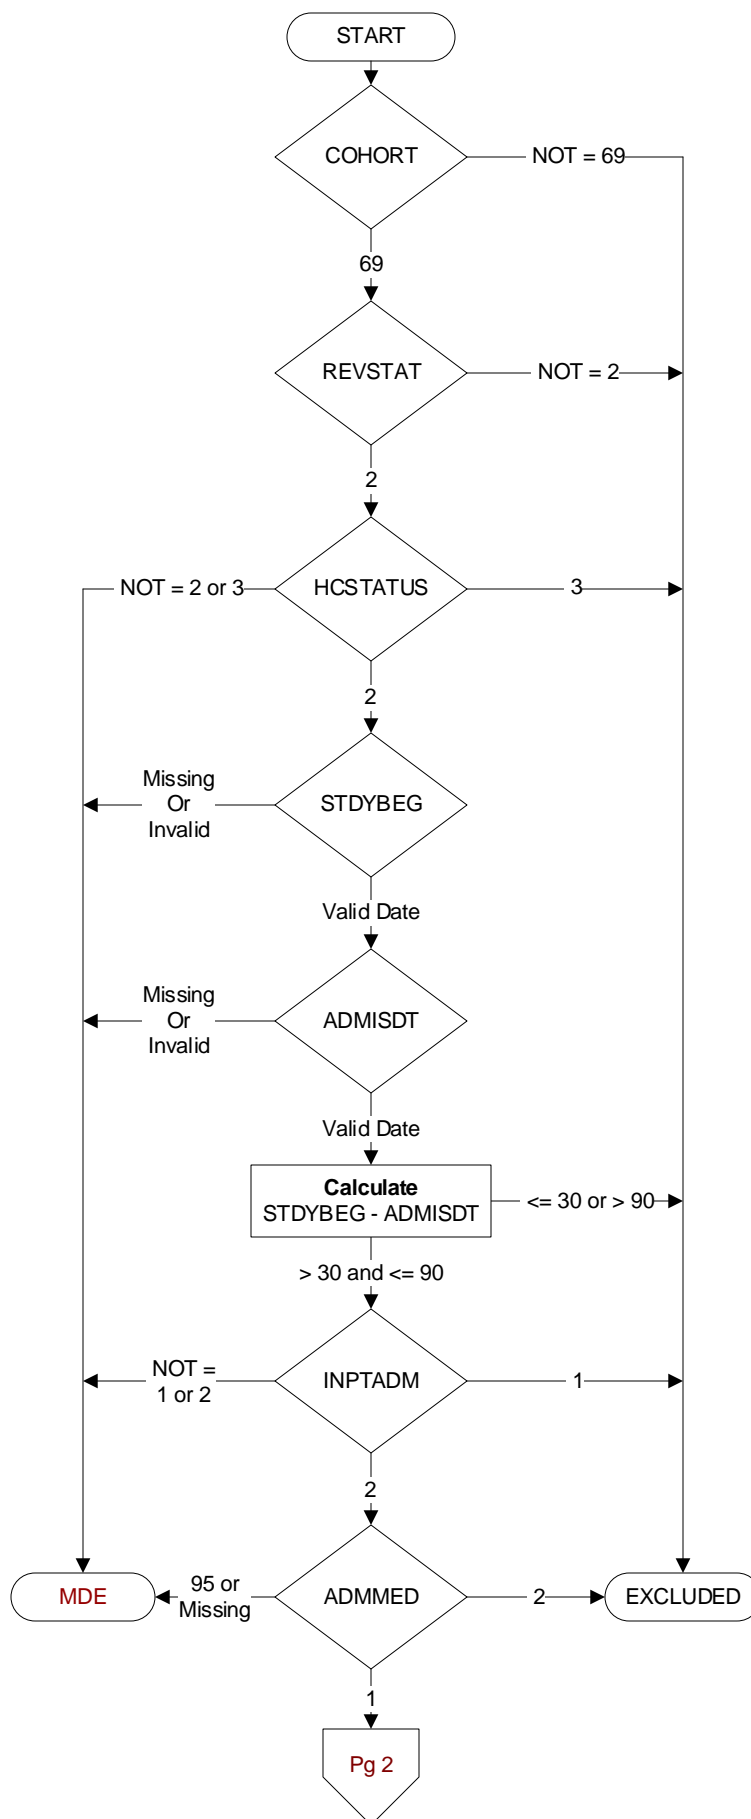 START
COHORT
NOT = 69
69
REVSTAT
NOT = 2
2
NOT = 2 or 3
HCSTATUS
3
2
Missing
Or
Invalid
STDYBEG
Valid Date
Missing
Or
Invalid
ADMISDT
Valid Date
Calculate
STDYBEG - ADMISDT
<= 30 or > 90
> 30 and <= 90
NOT =
1 or 2
INPTADM
1
2
MDE
95 or
Missing
ADMMED
2
EXCLUDED
1
Pg 2